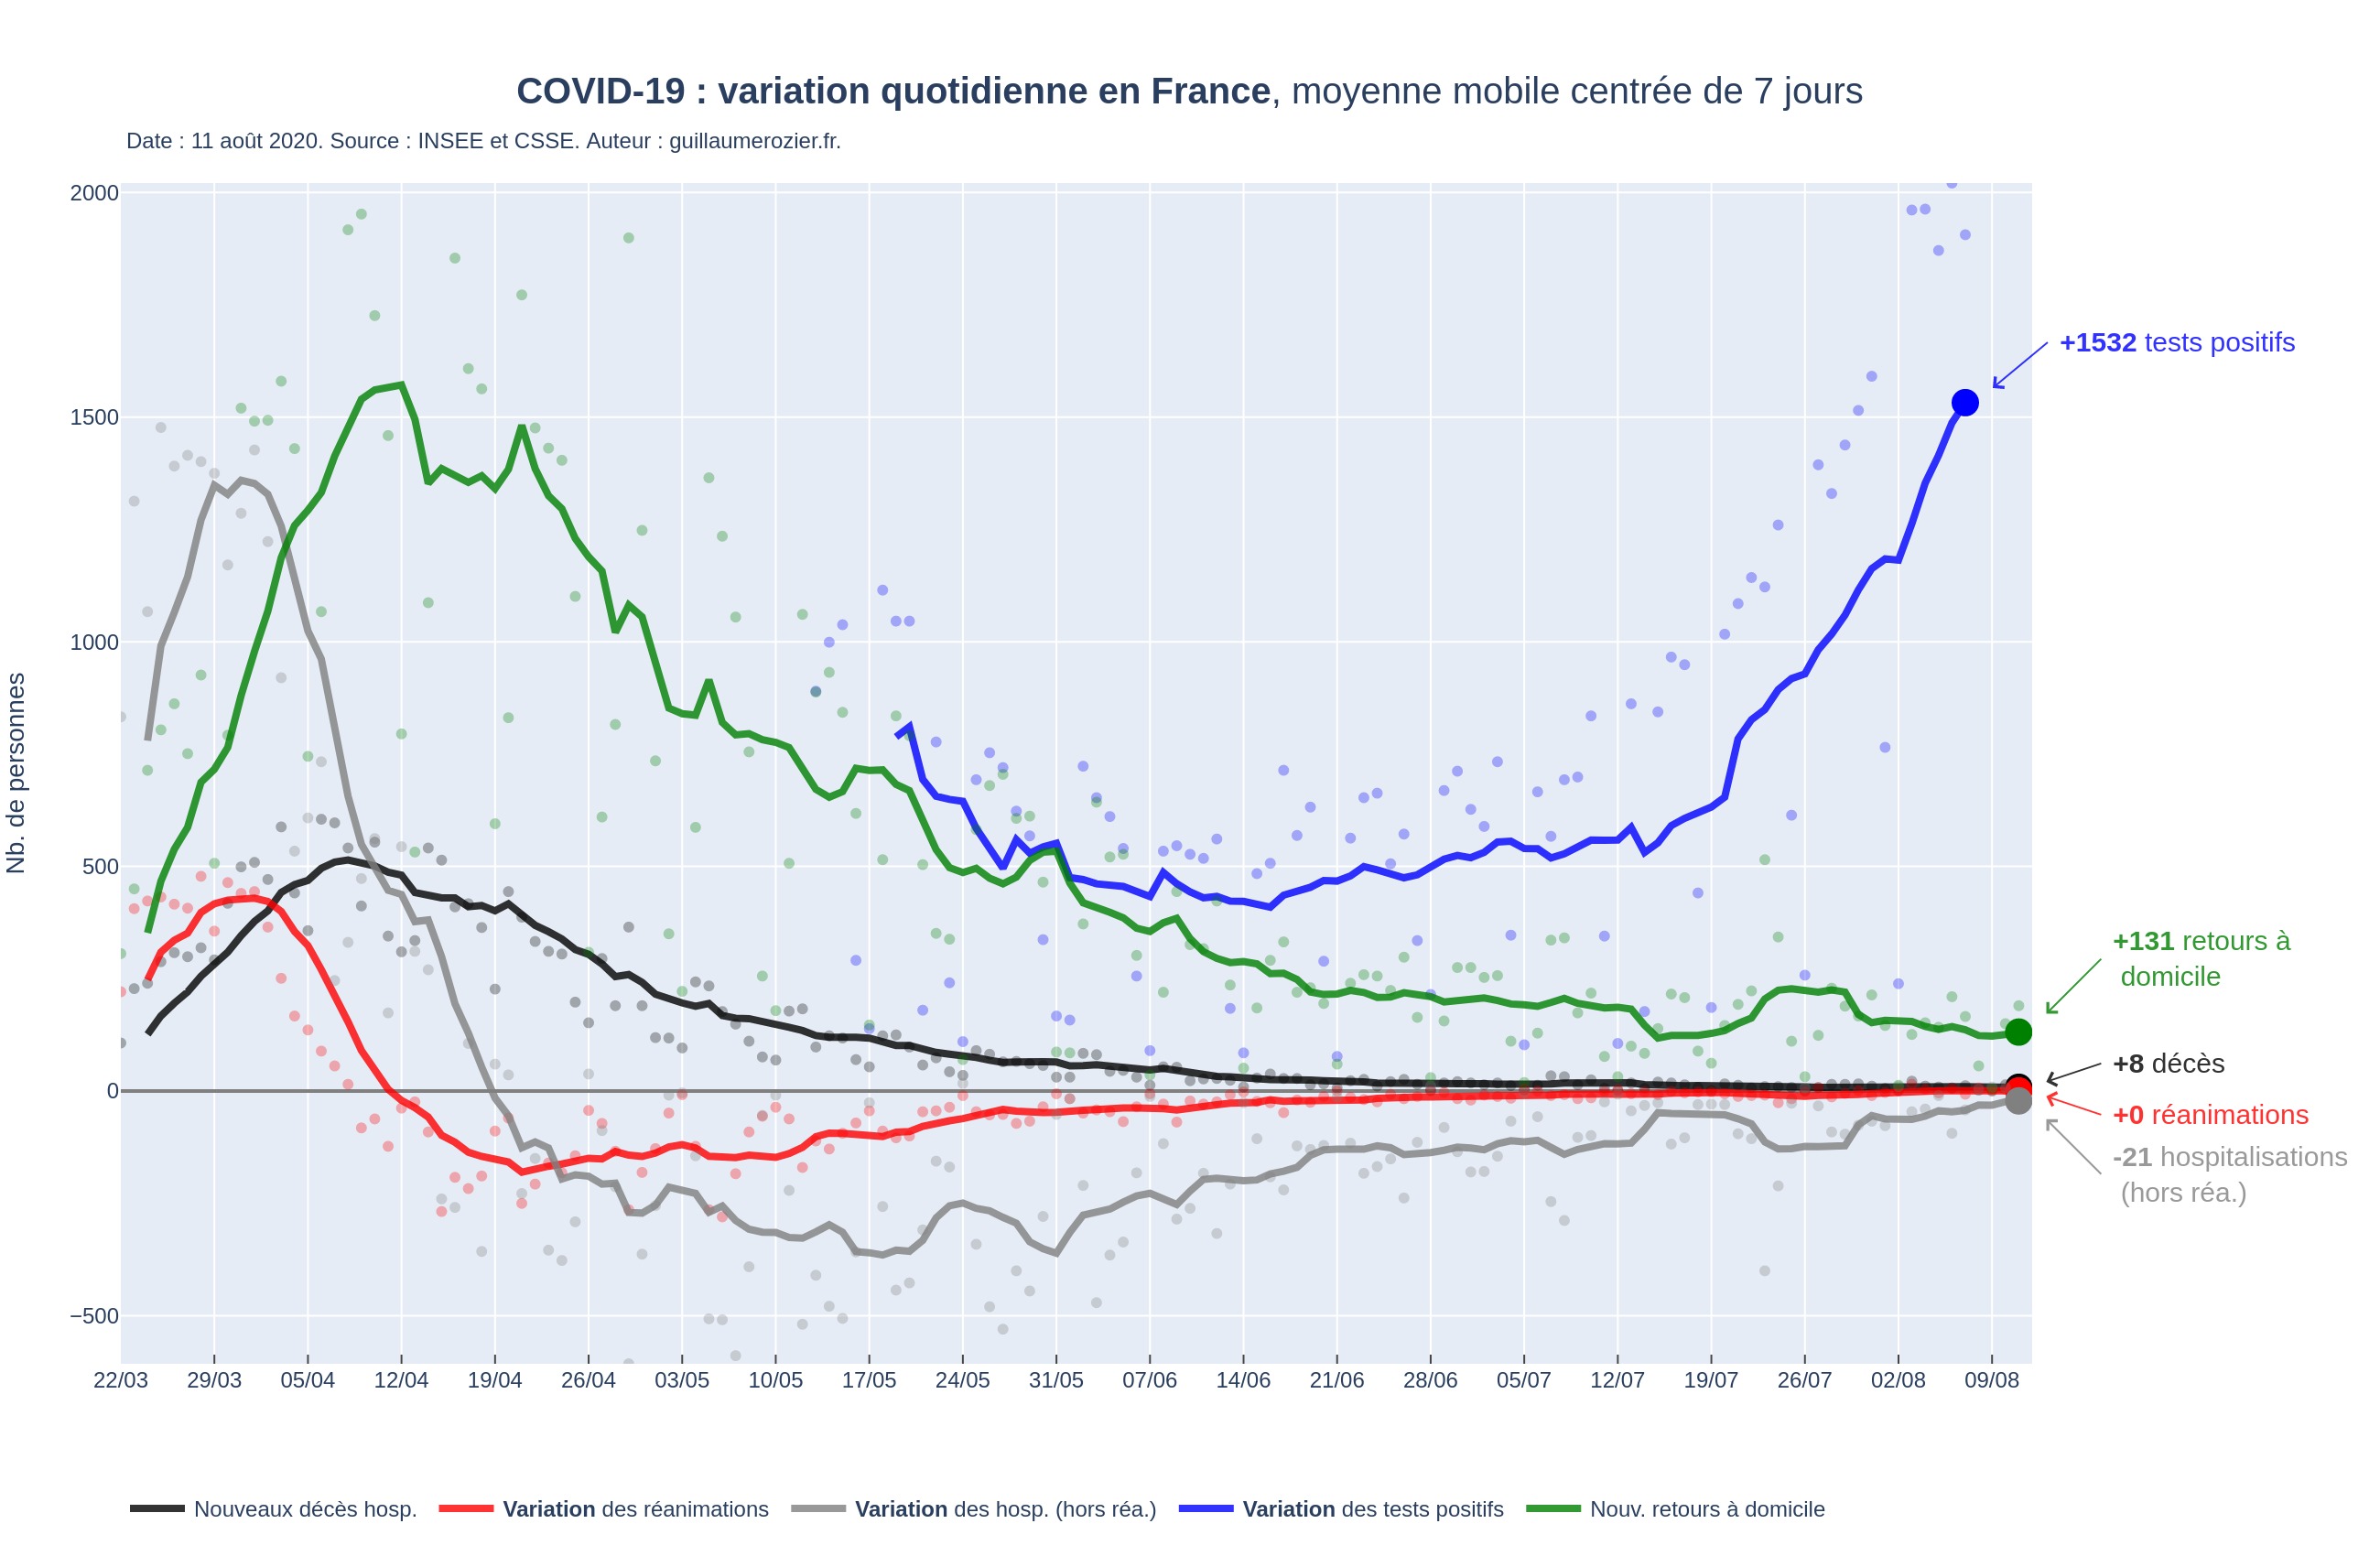 COVID-19 : variation quotidienne en France, moyenne mobile centrée de 7 jours
Date : 11 août 2020. Source : INSEE et CSSE. Auteur : guillaumerozier.fr.
Nb. de personnes
2000
1500
1000
500
0
−500
22/03 29/03 05/04 12/04 19/04 26/04 03/05 10/05 17/05 24/05 31/05 07/06 14/06 21/06 28/06 05/07 12/07 19/07 26/07 02/08 09/08
+1532 tests positifs
+131 retours à
domicile
+8 décès
+0 réanimations
-21 hospitalisations
(hors réa.)
Nouveaux décès hosp. Variation des réanimations Variation des hosp. (hors réa.) Variation des tests positifs Nouv. retours à domicile